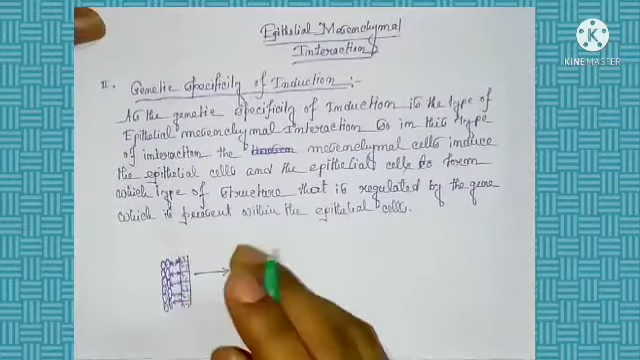 Epithelial Mesenchymal
Interaction
II. Genetic Specificity of Induction :-
As the genetic specificity of Induction is the type of
Epithelial mesenchymal Interaction So in this type
of interaction the mesenchymal cells induce
the epithelial cells and the epithelial cells to form
which type of structure that is regulated by the gene
which is persent within the epithelial cells.
K
KINEMASTER